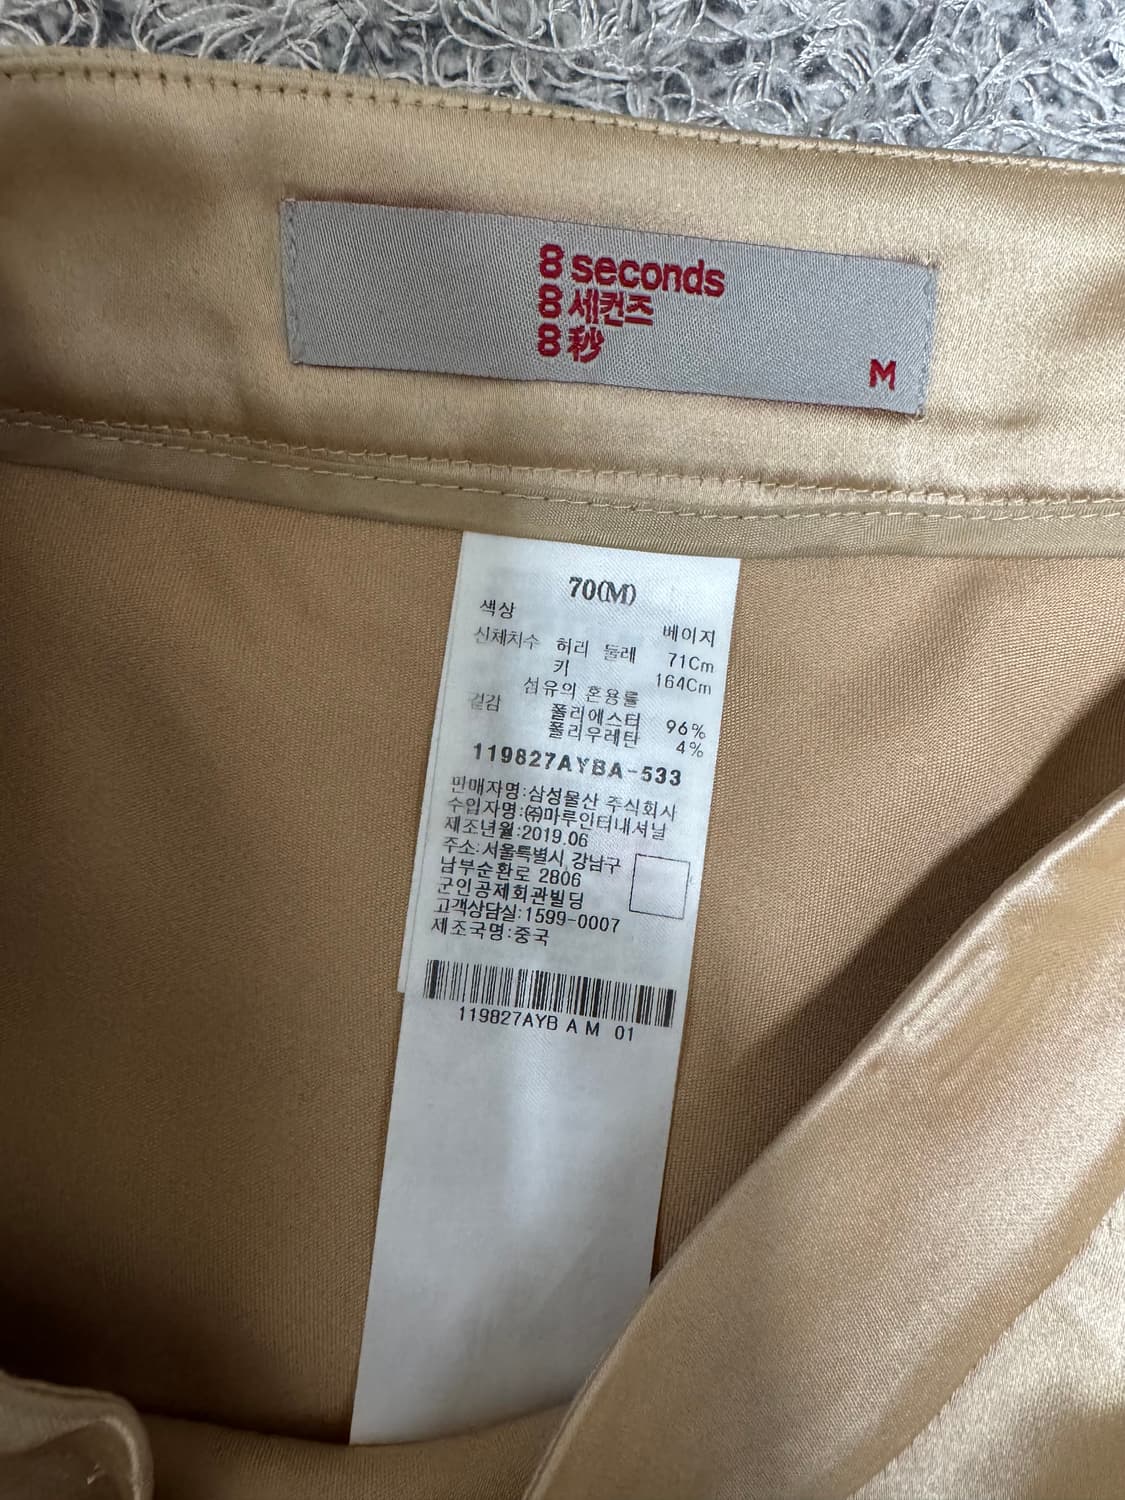 8 seconds
8 세컨즈
8 秒
M
70(M)
색상 베이지
신체치수 허리 둘레 71Cm
키 164Cm
섬유의 혼용률
겉감 폴리에스터 96%
폴리우레탄 4%
119827AYBA-533
판매자명:삼성물산 주식회사
수입자명:㈜마루인터내셔널
제조년월:2019.06
주소:서울특별시 강남구
남부순환로 2806
군인공제회관빌딩
고객상담실:1599-0007
제조국명:중국
119827AYB A M 01